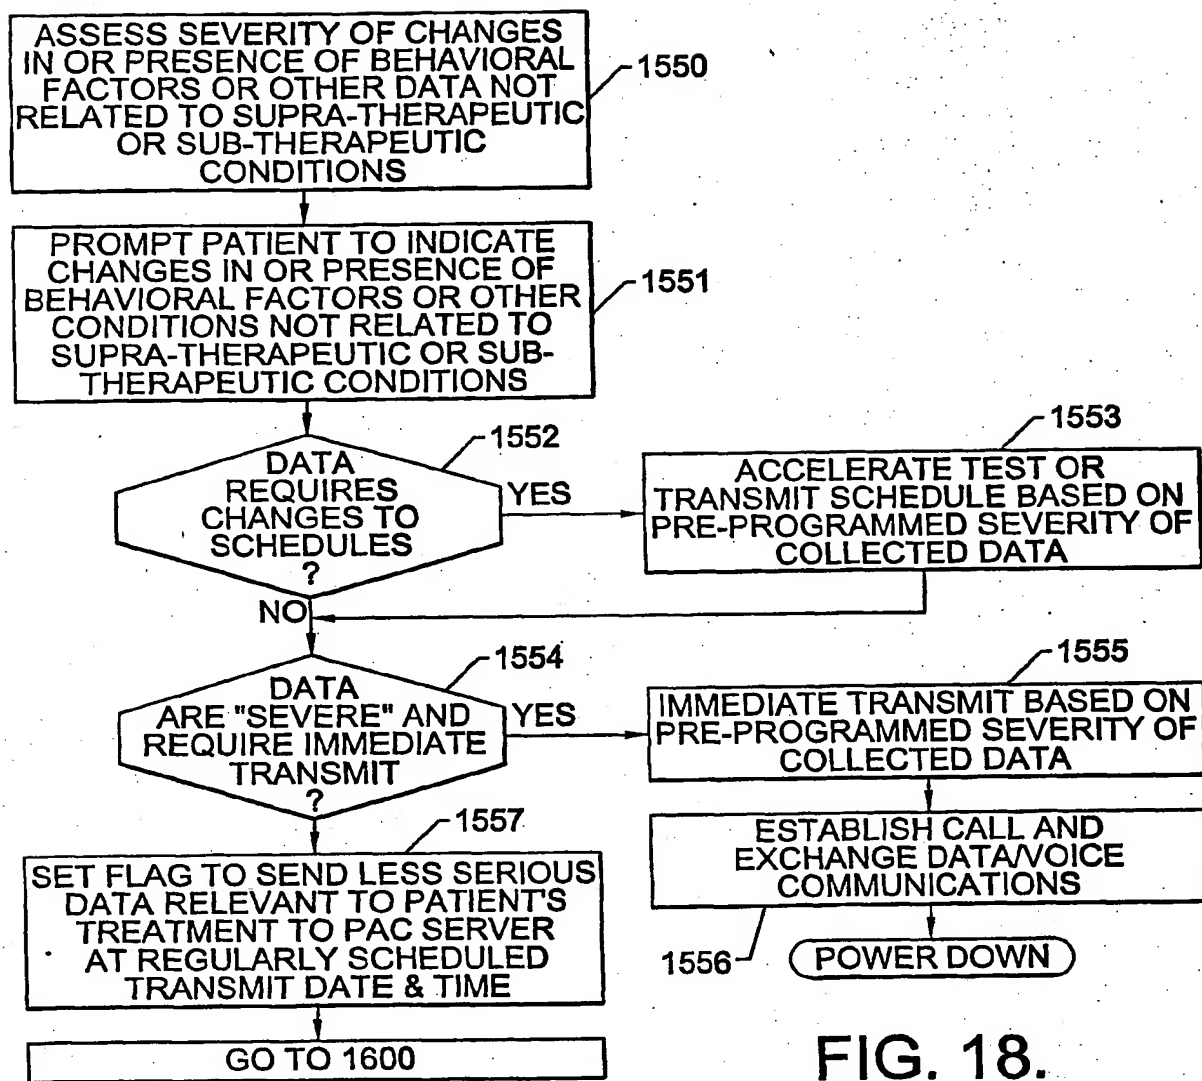 ASSESS SEVERITY OF CHANGES
IN OR PRESENCE OF BEHAVIORAL
FACTORS OR OTHER DATA NOT
RELATED TO SUPRA-THERAPEUTIC
OR SUB-THERAPEUTIC
CONDITIONS
1550
PROMPT PATIENT TO INDICATE
CHANGES IN OR PRESENCE OF
BEHAVIORAL FACTORS OR OTHER
CONDITIONS NOT RELATED TO
SUPRA-THERAPEUTIC OR SUB-
THERAPEUTIC CONDITIONS
1551
DATA
REQUIRES
CHANGES TO
SCHEDULES
?
1552
YES
NO
1553
ACCELERATE TEST OR
TRANSMIT SCHEDULE BASED ON
PRE-PROGRAMMED SEVERITY OF
COLLECTED DATA
DATA
ARE "SEVERE" AND
REQUIRE IMMEDIATE
TRANSMIT
?
1554
YES
1555
IMMEDIATE TRANSMIT BASED ON
PRE-PROGRAMMED SEVERITY OF
COLLECTED DATA
ESTABLISH CALL AND
EXCHANGE DATA/VOICE
COMMUNICATIONS
1556
POWER DOWN
1557
SET FLAG TO SEND LESS SERIOUS
DATA RELEVANT TO PATIENT'S
TREATMENT TO PAC SERVER
AT REGULARLY SCHEDULED
TRANSMIT DATE & TIME
GO TO 1600
FIG. 18.